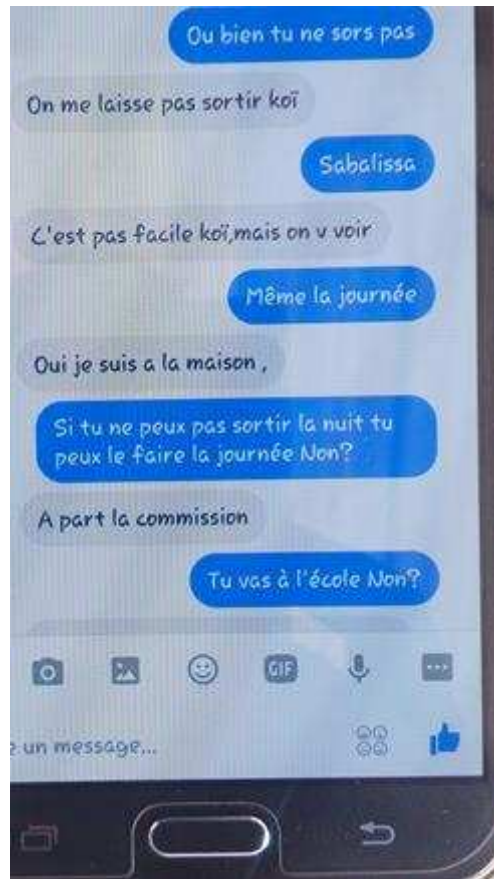 Ou bien tu ne sors pas
On me laisse pas sortir koï
Sabalissa
C'est pas facile koï,mais on v voir
Même la journée
Oui je suis a la maison ,
Si tu ne peux pas sortir la nuit tu
peux le faire la journée Non?
A part la commission
Tu vas à l'école Non?
GIF
un message...